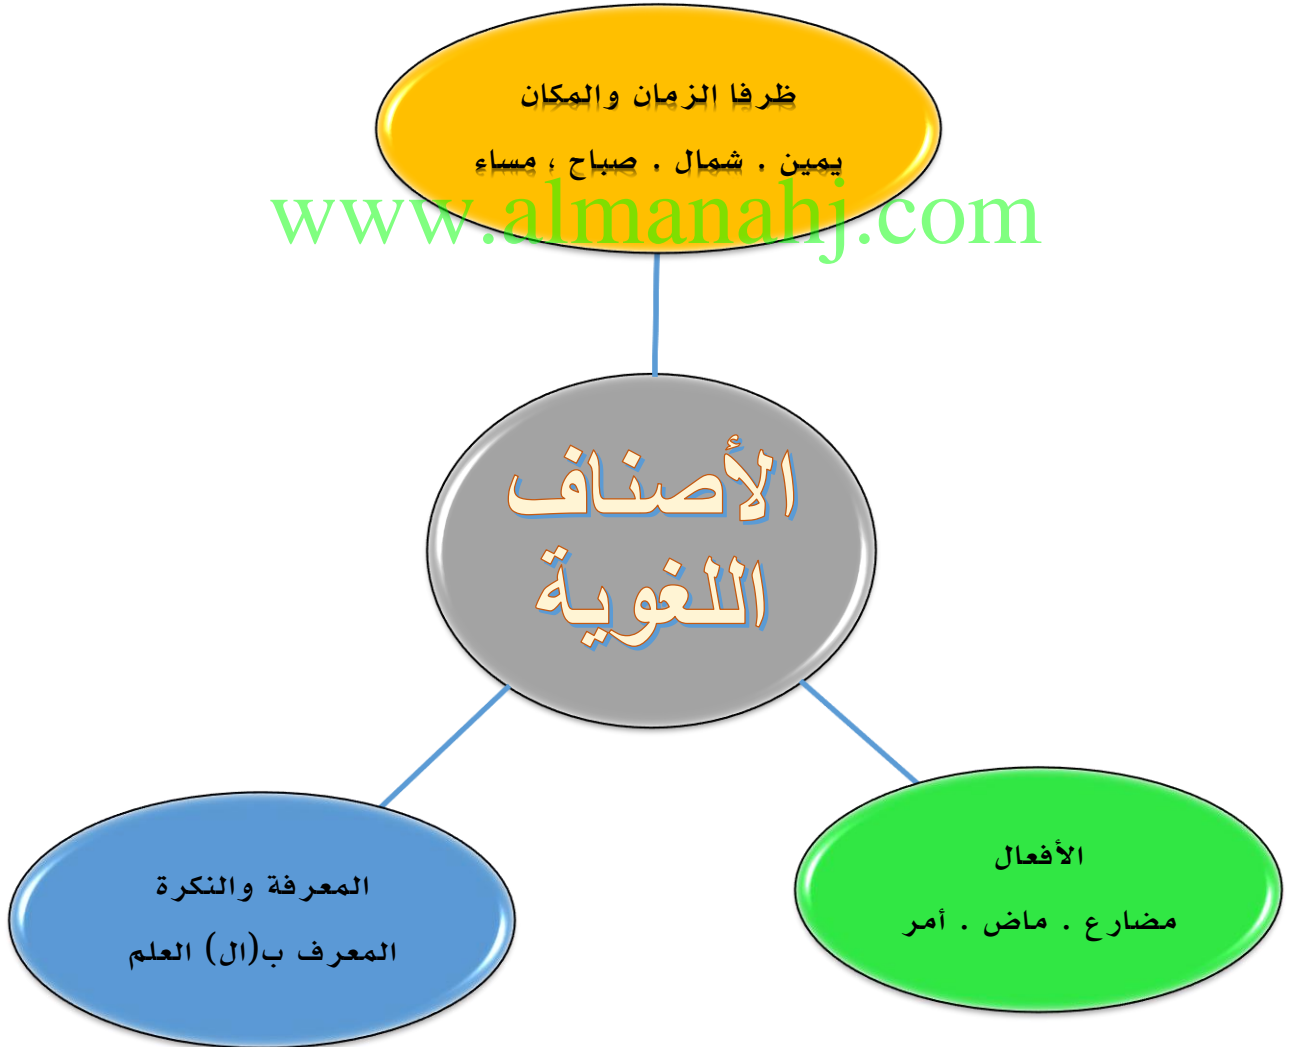 ظرفا الزمان والمكان
يمين . شمال . صباح ، مساء
www.almanahj.com
الأصناف
اللغوية
الأفعال
مضارع . ماض . أمر
المعرفة والنكرة
المعرف ب(ال) العلم